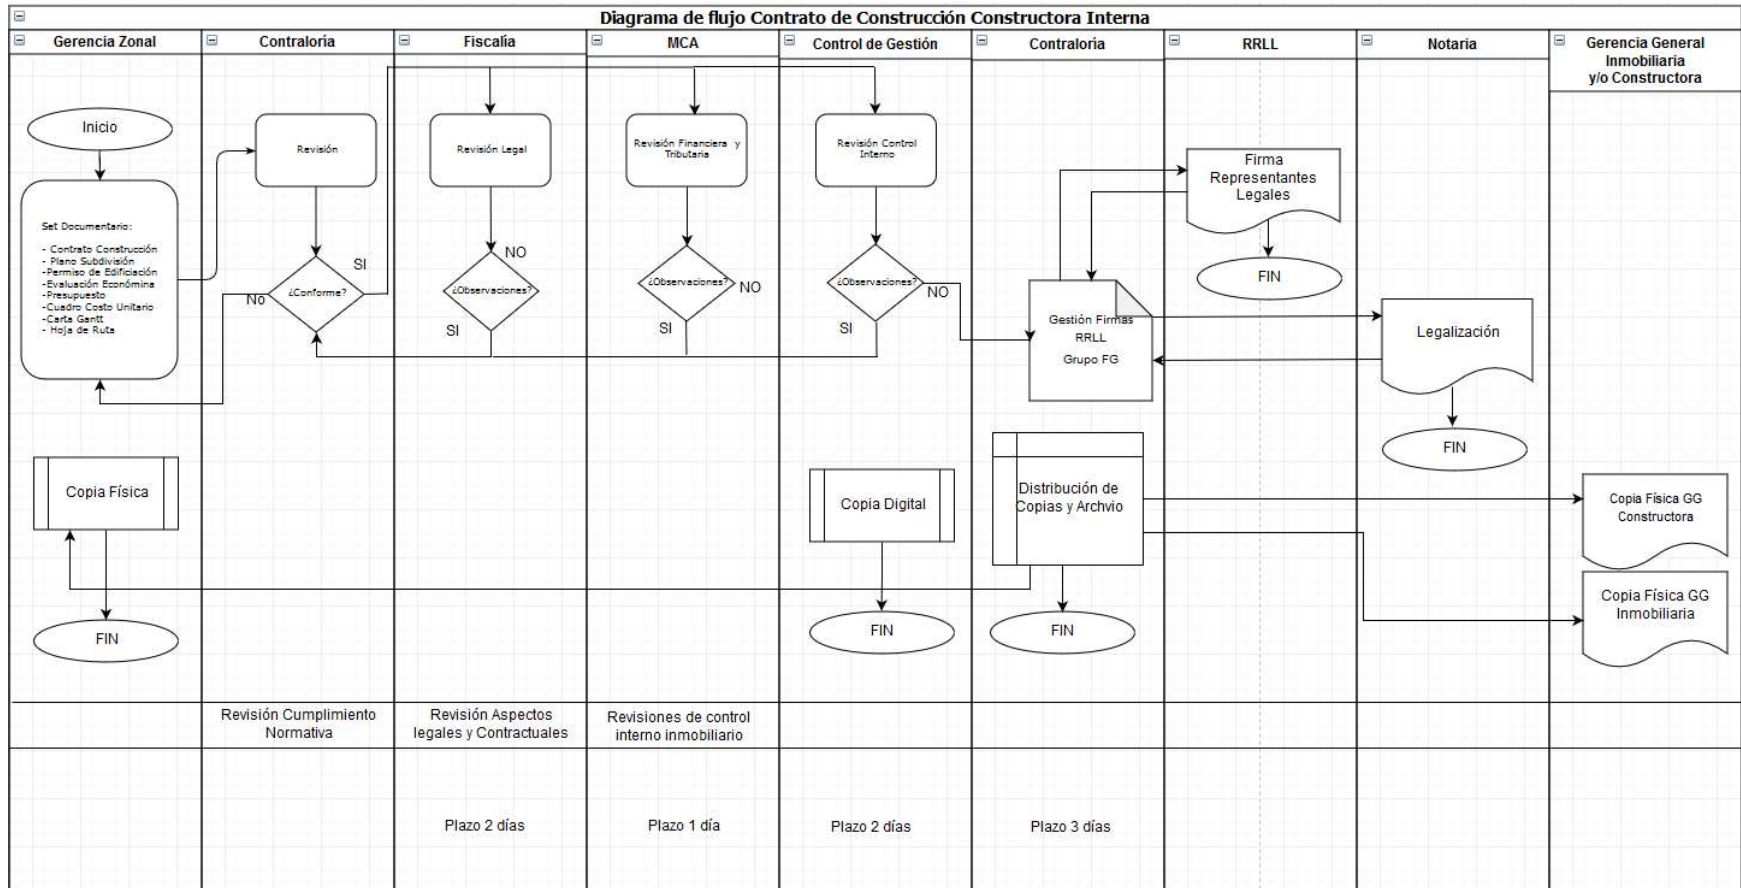 Diagrama de flujo Contrato de Construcción Constructora Interna
Gerencia Zonal
Contraloría
Fiscalía
MCA
Control de Gestión
Contraloría
RRLL
Notaria
Gerencia General
Inmobiliaria
y/o Constructora
Inicio
Set Documentario:
- Contrato Construcción
- Plano Subdivisión
-Permiso de Edificiación
-Evaluación Económina
-Presupuesto
-Cuadro Costo Unitario
-Carta Gantt
- Hoja de Ruta
Copia Física
FIN
Revisión
¿Conforme?
SI
No
Revisión Legal
NO
¿Observaciones?
SI
Revisión Financiera y
Tributaria
¿Observaciones?
NO
SI
Revisión Control
Interno
¿Observaciones?
NO
SI
Copia Digital
FIN
Gestión Firmas
RRLL
Grupo FG
Distribución de
Copias y Archvio
FIN
Firma
Representantes
Legales
FIN
Legalización
FIN
Copia Física GG
Constructora
Copia Física GG
Inmobiliaria
Revisión Cumplimiento
Normativa
Revisión Aspectos
legales y Contractuales
Revisiones de control
interno inmobiliario
Plazo 2 días
Plazo 1 día
Plazo 2 días
Plazo 3 días